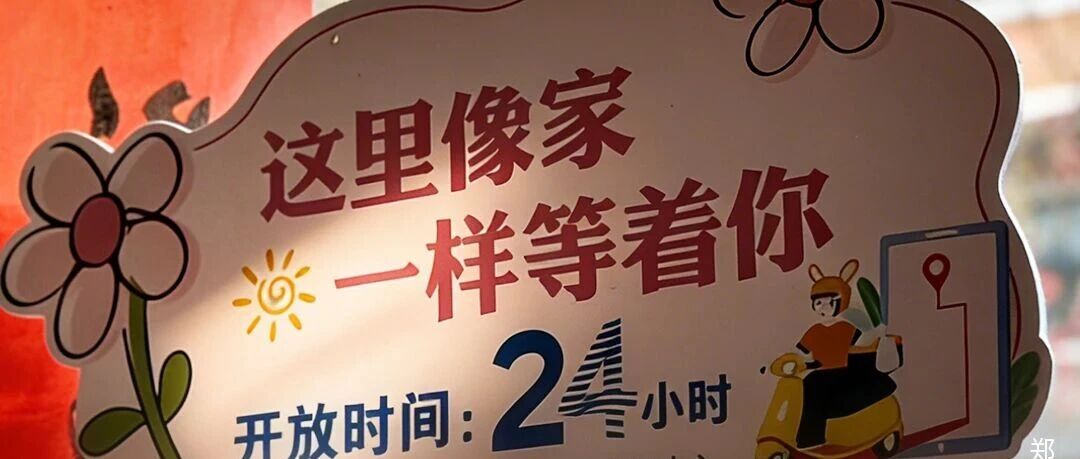 这里像家
一样等着你
开放时间:24小时
郑